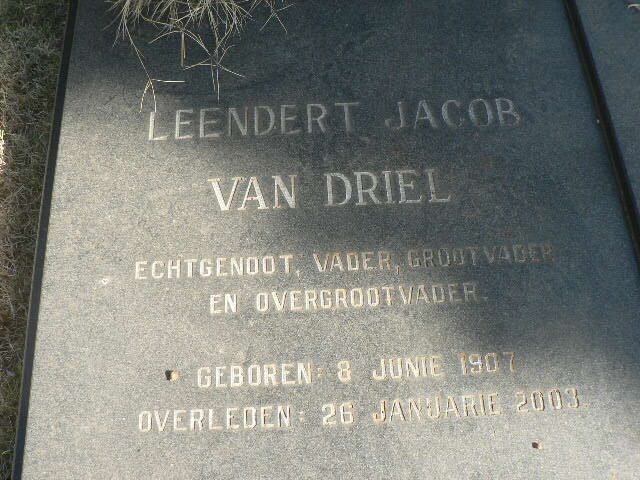 LEENDERT JACOB
VAN DRIEL
ECHTGENOOT, VADER, GROOTVADER
EN OVERGROOTVADER.
GEBOREN: 8 JUNIE 1907
OVERLEDEN: 26 JANUARIE 2003